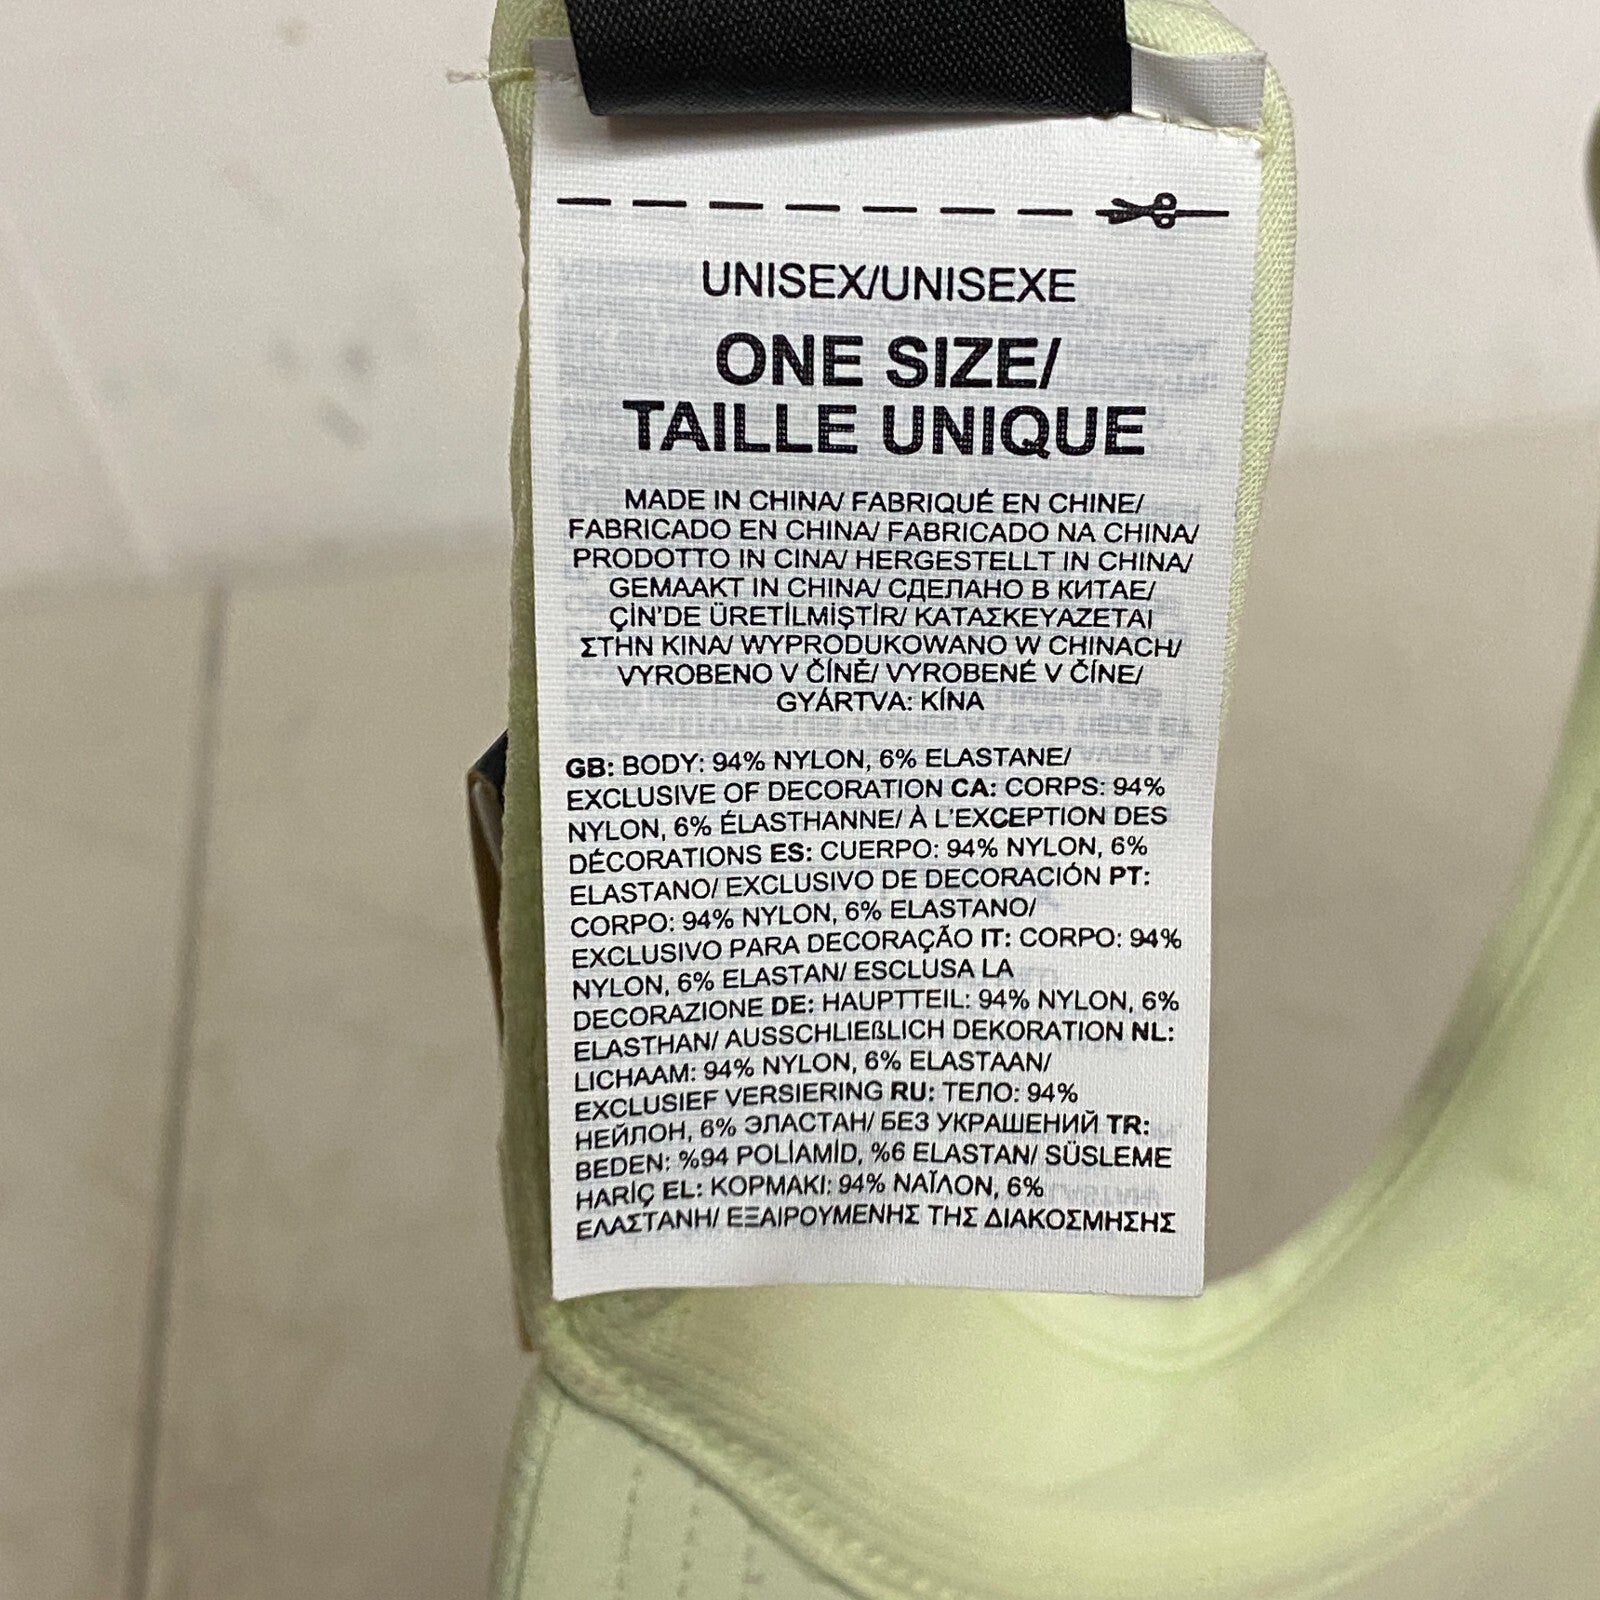 UNISEX/UNISEXE
ONE SIZE/
TAILLE UNIQUE
MADE IN CHINA/ FABRIQUÉ EN CHINE/
FABRICADO EN CHINA/ FABRICADO NA CHINA/
PRODOTTO IN CINA/ HERGESTELLT IN CHINA/
GEMAAKT IN CHINA/ СДЕЛАНО В КИТАЕ/
ÇİN'DE ÜRETİLMİŞTİR/ ΚΑΤΑΣΚΕΥΑΖΕΤΑΙ
ΣΤΗΝ ΚΙΝΑ/ WYPRODUKOWANO W CHINACH/
VYROBENO V ČÍNĚ/ VYROBENÉ V ČÍNE/
GYÁRTVA: KÍNA
GB: BODY: 94% NYLON, 6% ELASTANE/
EXCLUSIVE OF DECORATION CA: CORPS: 94%
NYLON, 6% ÉLASTHANNE/ À L'EXCEPTION DES
DÉCORATIONS ES: CUERPO: 94% NYLON, 6%
ELASTANO/ EXCLUSIVO DE DECORACIÓN PT:
CORPO: 94% NYLON, 6% ELASTANO/
EXCLUSIVO PARA DECORAÇÃO IT: CORPO: 94%
NYLON, 6% ELASTAN/ ESCLUSA LA
DECORAZIONE DE: HAUPTTEIL: 94% NYLON, 6%
ELASTHAN/ AUSSCHLIEßLICH DEKORATION NL:
LICHAAM: 94% NYLON, 6% ELASTAAN/
EXCLUSIEF VERSIERING RU: ТЕЛО: 94%
НЕЙЛОН, 6% ЭЛАСТАН/ БЕЗ УКРАШЕНИЙ TR:
BEDEN: %94 POLİAMİD, %6 ELASTAN/ SÜSLEME
HARİÇ EL: ΚΟΡΜΑΚΙ: 94% ΝΑΪΛΟΝ, 6%
ΕΛΑΣΤΑΝΗ/ ΕΞΑΙΡΟΥΜΕΝΗΣ ΤΗΣ ΔΙΑΚΟΣΜΗΣΗΣ